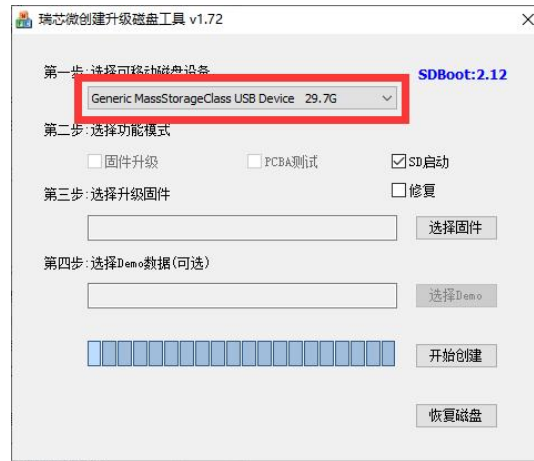 瑞芯微创建升级磁盘工具 v1.72
第一步:选择可移动磁盘设备
SDBoot:2.12
Generic MassStorageClass USB Device 29.7G
第二步:选择功能模式
固件升级 PCBA测试 SD启动
修复
第三步:选择升级固件
选择固件
第四步:选择Demo数据(可选)
选择Demo
开始创建
恢复磁盘